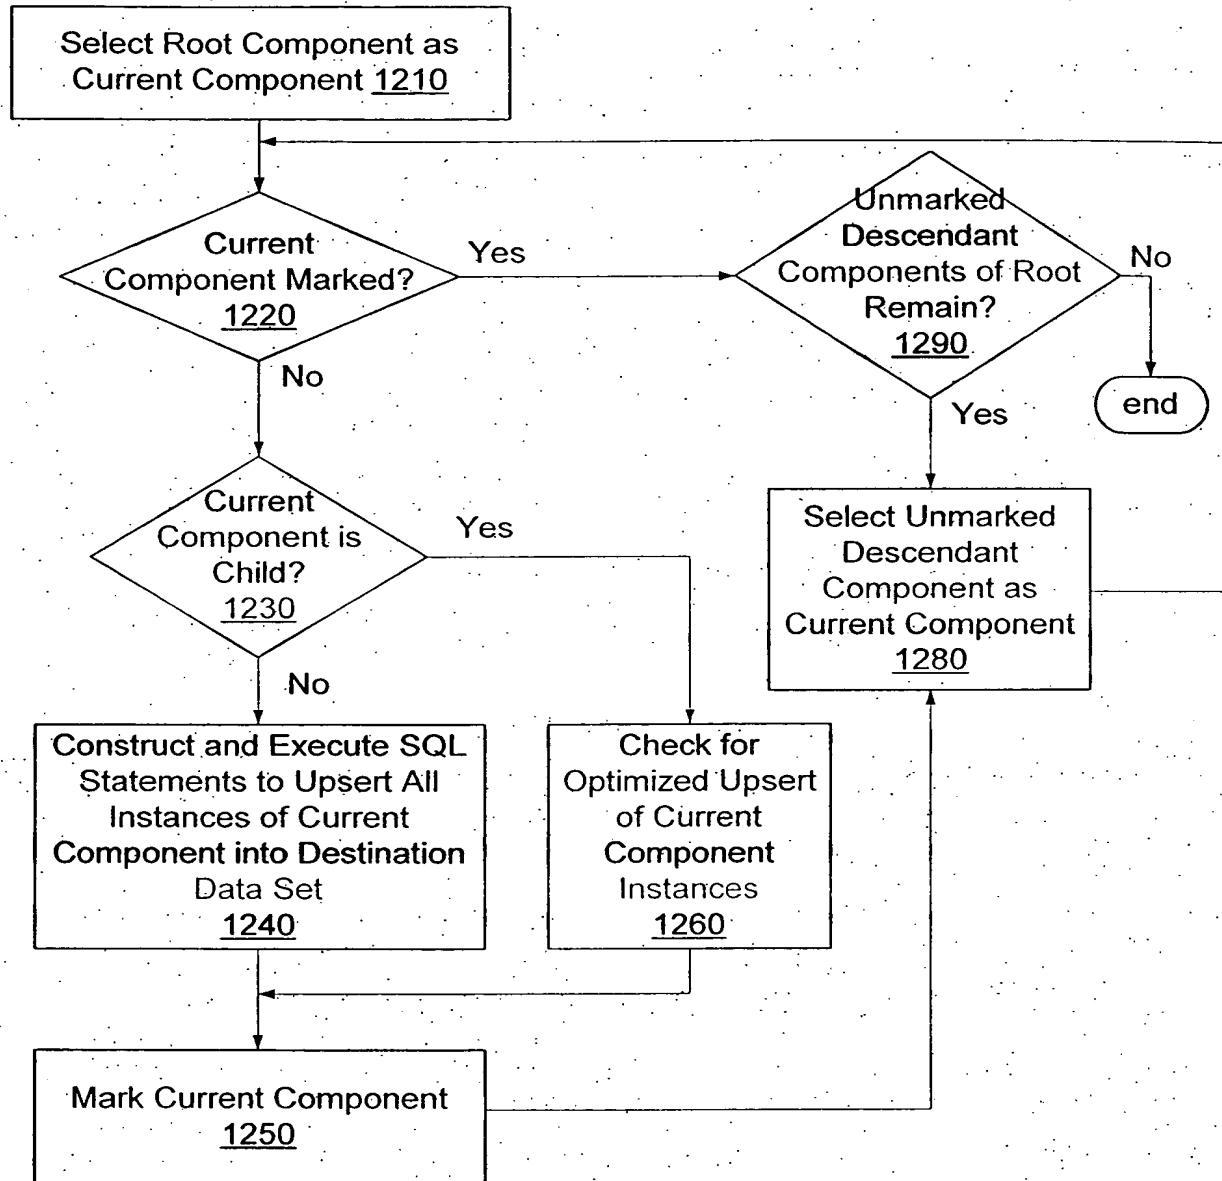 Select Root Component as
Current Component 1210
Current
Component Marked?
1220
Yes
No
Unmarked
Descendant
Components of Root
Remain?
1290
No
end
Yes
Current
Component is
Child?
1230
Yes
No
Select Unmarked
Descendant
Component as
Current Component
1280
Construct and Execute SQL
Statements to Upsert All
Instances of Current
Component into Destination
Data Set
1240
Check for
Optimized Upsert
of Current
Component
Instances
1260
Mark Current Component
1250